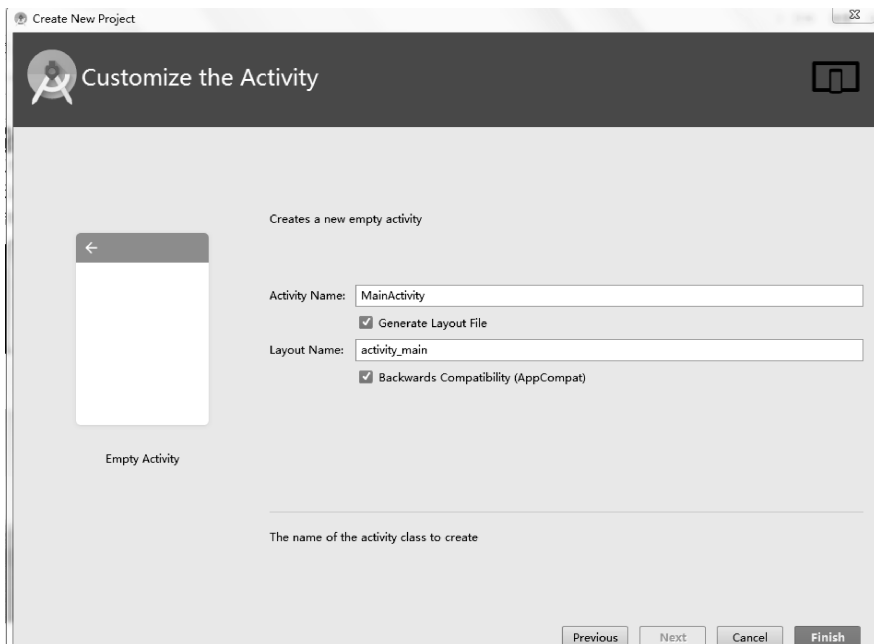 Create New Project
Customize the Activity
Creates a new empty activity
Activity Name: MainActivity
Generate Layout File
Layout Name: activity_main
Backwards Compatibility (AppCompat)
Empty Activity
The name of the activity class to create
Previous Next Cancel Finish